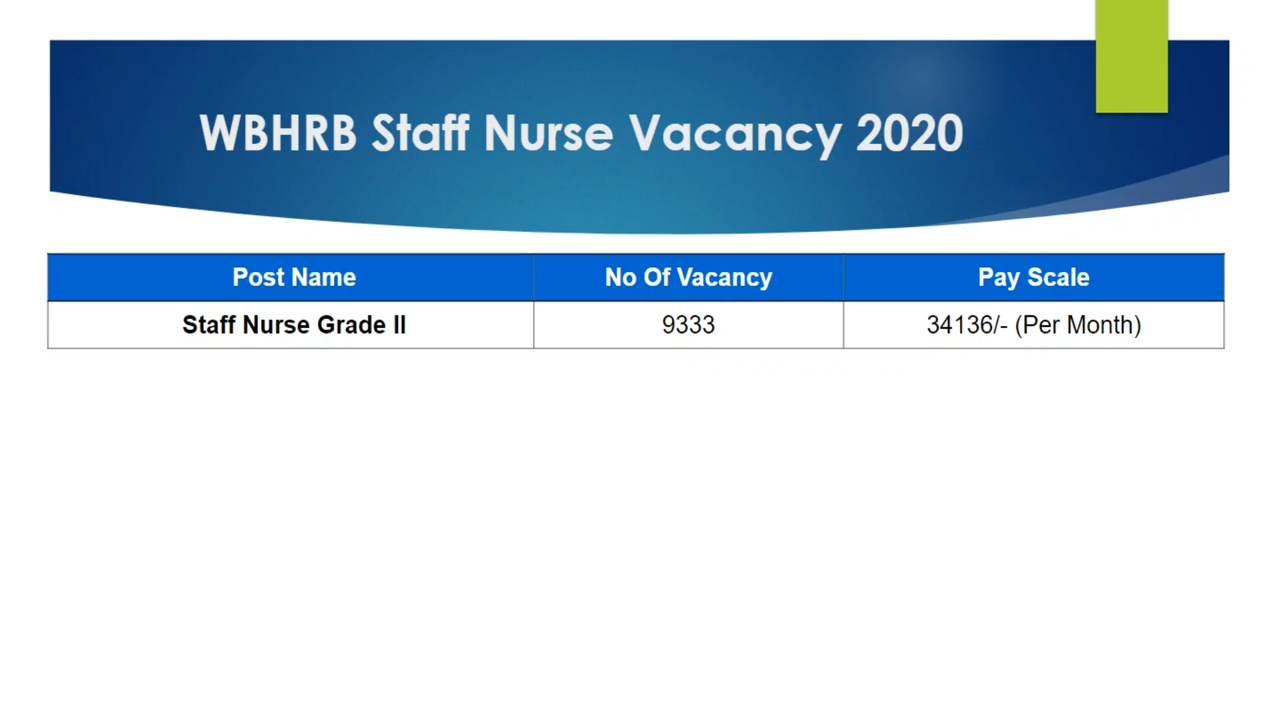 WBHRB Staff Nurse Vacancy 2020
Post Name No Of Vacancy Pay Scale
Staff Nurse Grade II 9333 34136/- (Per Month)